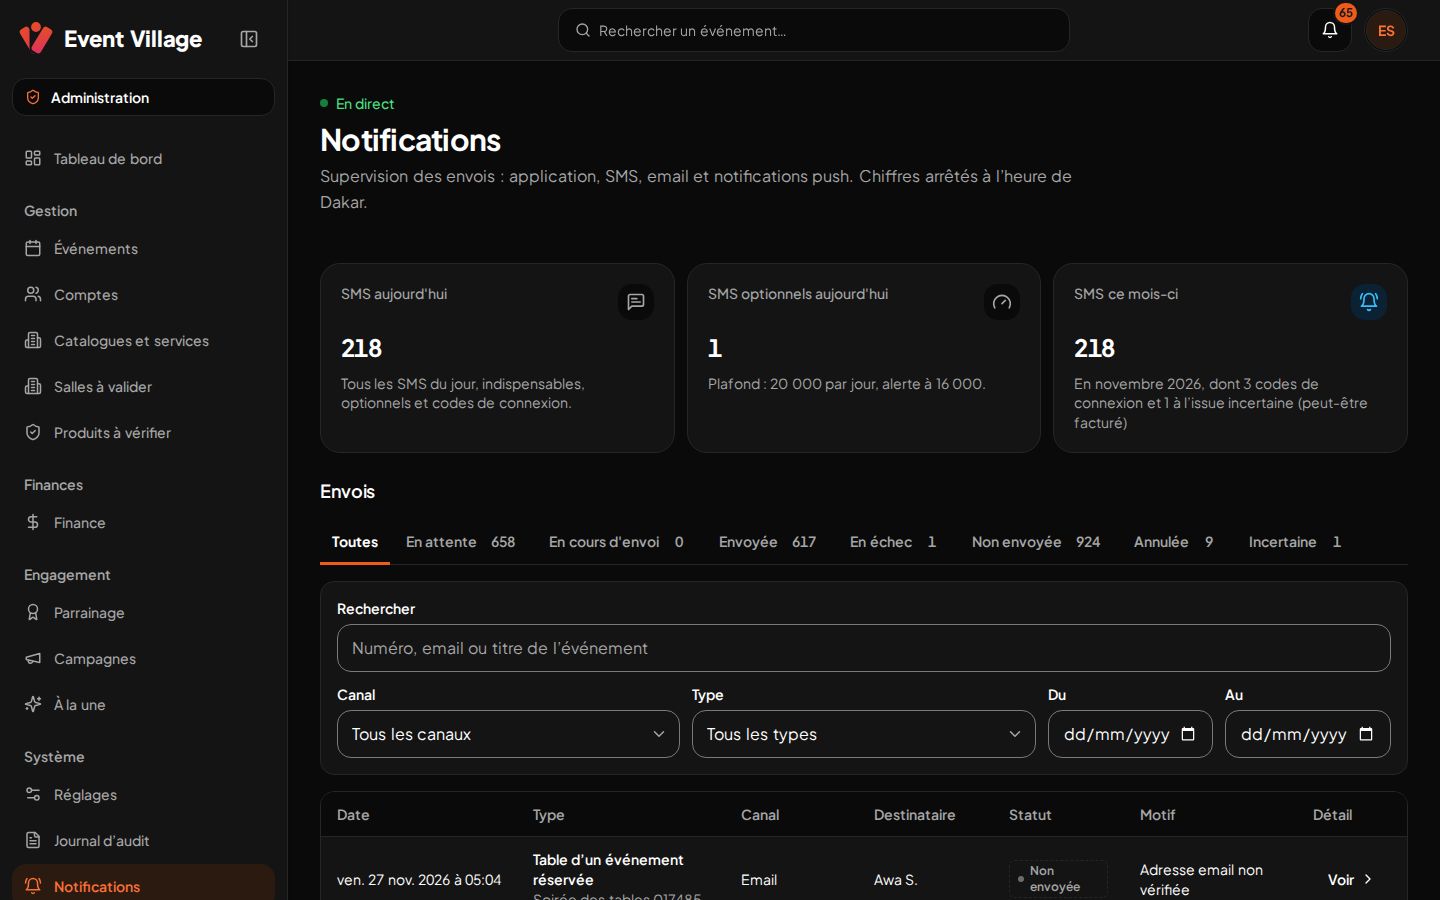 Event Village
Rechercher un événement...
65
ES
Administration
Tableau de bord
Gestion
Événements
Comptes
Catalogues et services
Salles à valider
Produits à vérifier
Finances
Finance
Engagement
Parrainage
Campagnes
À la une
Système
Réglages
Journal d'audit
Notifications
En direct
Notifications
Supervision des envois : application, SMS, email et notifications push. Chiffres arrêtés à l'heure de
Dakar.
SMS aujourd'hui
218
Tous les SMS du jour, indispensables,
optionnels et codes de connexion.
SMS optionnels aujourd'hui
1
Plafond : 20 000 par jour, alerte à 16 000.
SMS ce mois-ci
218
En novembre 2026, dont 3 codes de
connexion et 1 à l'issue incertaine (peut-être
facturé)
Envois
Toutes
En attente 658
En cours d'envoi 0
Envoyée 617
En échec 1
Non envoyée 924
Annulée 9
Incertaine 1
Rechercher
Numéro, email ou titre de l'événement
Canal
Tous les canaux
Type
Tous les types
Du
dd/mm/yyyy
Au
dd/mm/yyyy
Date Type Canal Destinataire Statut Motif Détail
ven. 27 nov. 2026 à 05:04
Table d'un événement
réservée
Soirée des tables 017485
Email
Awa S.
Non
envoyée
Adresse email non
vérifiée
Voir